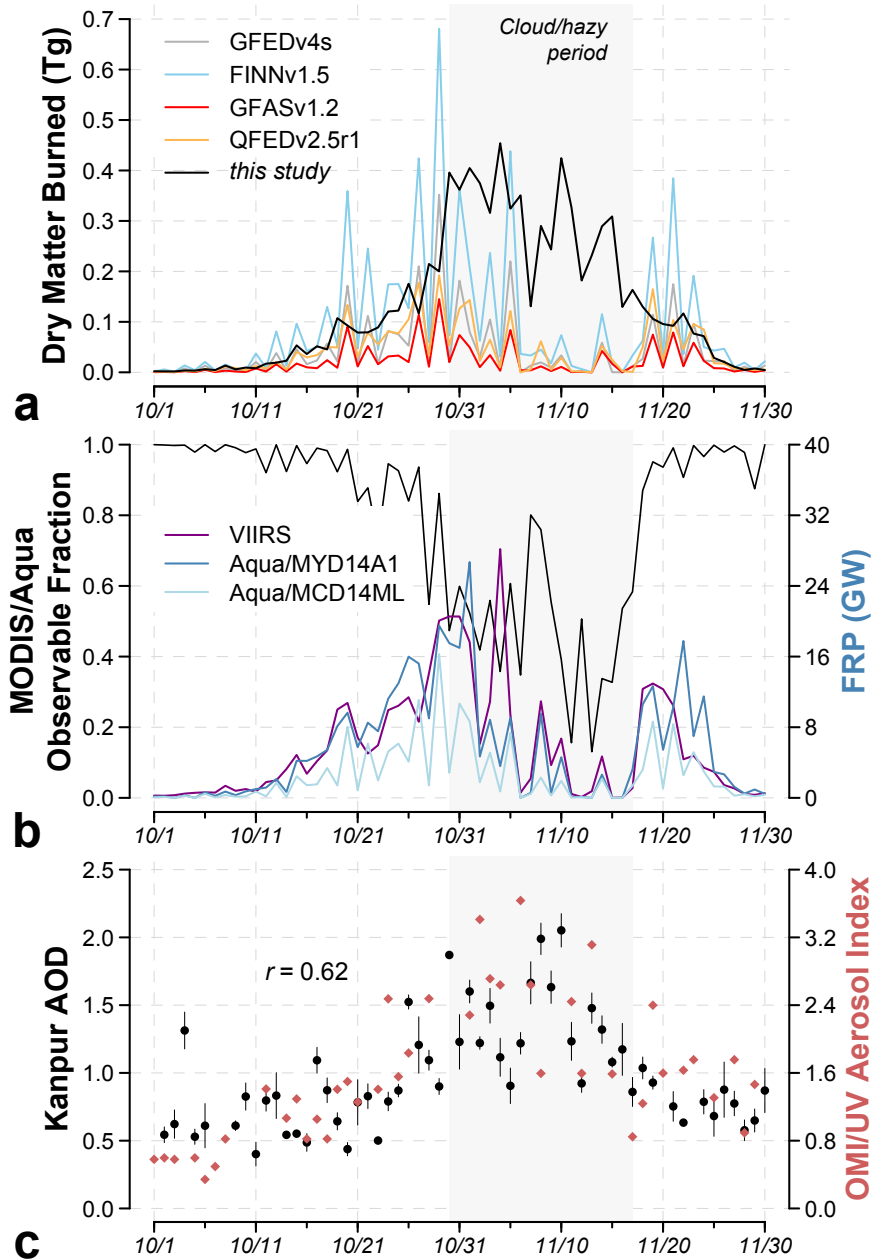 0.7
0.6
0.5
0.4
0.3
0.2
0.1
0.0
Dry Matter Burned (Tg)
GFEDv4s
FINNv1.5
GFASv1.2
QFEDv2.5r1
this study
Cloud/hazy
period
a
10/1
10/11
10/21
10/31
11/10
11/20
11/30
1.0
0.8
0.6
0.4
0.2
0.0
MODIS/Aqua
Observable Fraction
VIIRS
Aqua/MYD14A1
Aqua/MCD14ML
40
32
24
16
8
0
FRP (GW)
b
10/1
10/11
10/21
10/31
11/10
11/20
11/30
2.5
2.0
1.5
1.0
0.5
0.0
Kanpur AOD
r = 0.62
4.0
3.2
2.4
1.6
0.8
0.0
OMI/UV Aerosol Index
c
10/1
10/11
10/21
10/31
11/10
11/20
11/30